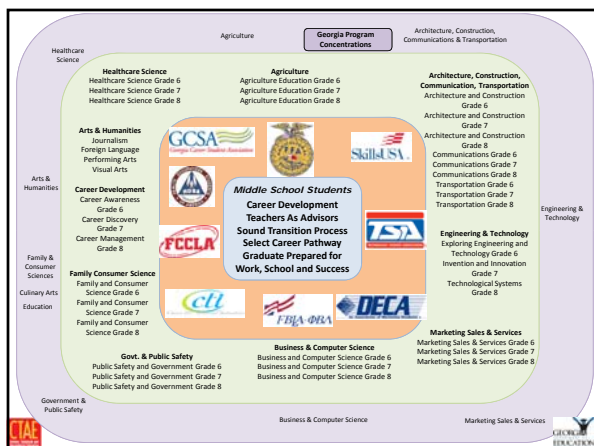 Agriculture
Georgia Program
Concentrations
Architecture, Construction,
Communications & Transportation
Healthcare
Science
Healthcare Science
Healthcare Science Grade 6
Healthcare Science Grade 7
Healthcare Science Grade 8
Agriculture
Agriculture Education Grade 6
Agriculture Education Grade 7
Agriculture Education Grade 8
Architecture, Construction,
Communication, Transportation
Architecture and Construction
Grade 6
Architecture and Construction
Grade 7
Architecture and Construction
Grade 8
Communications Grade 6
Communications Grade 7
Communications Grade 8
Transportation Grade 6
Transportation Grade 7
Transportation Grade 8
Arts & Humanities
Journalism
Foreign Language
Performing Arts
Visual Arts
GCSA
Georgia Career Student Association
SkillsUSA
Arts &
Humanities
Career Development
Career Awareness
Grade 6
Career Discovery
Grade 7
Career Management
Grade 8
Middle School Students
Career Development
Teachers As Advisors
Sound Transition Process
Select Career Pathway
Graduate Prepared for
Work, School and Success
FCCLA
TSA
Engineering &
Technology
Engineering & Technology
Exploring Engineering and
Technology Grade 6
Invention and Innovation
Grade 7
Technological Systems
Grade 8
Family &
Consumer
Sciences
Culinary Arts
Education
Family Consumer Science
Family and Consumer
Science Grade 6
Family and Consumer
Science Grade 7
Family and Consumer
Science Grade 8
cti
FBLA-ΦBΛ
DECA
Marketing Sales & Services
Marketing Sales & Services Grade 6
Marketing Sales & Services Grade 7
Marketing Sales & Services Grade 8
Govt. & Public Safety
Public Safety and Government Grade 6
Public Safety and Government Grade 7
Public Safety and Government Grade 8
Business & Computer Science
Business and Computer Science Grade 6
Business and Computer Science Grade 7
Business and Computer Science Grade 8
Government &
Public Safety
CTAE
Business & Computer Science
Marketing Sales & Services
GEORGIA
EDUCATION